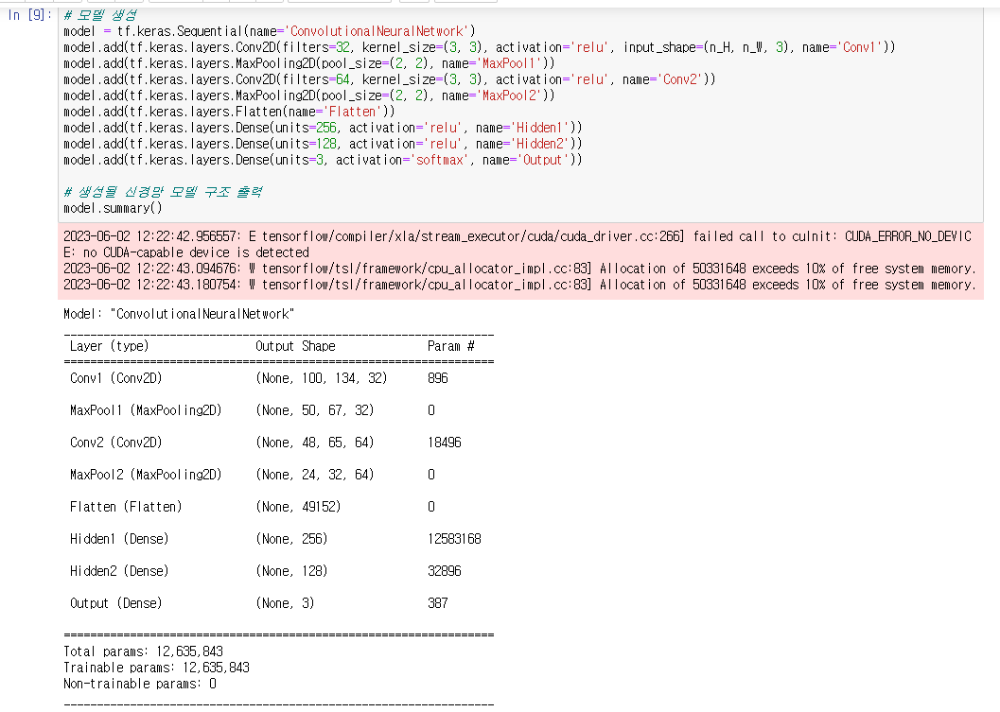 In [9]:
# 모델 생성
model = tf.keras.Sequential(name='ConvolutionalNeuralNetwork')
model.add(tf.keras.layers.Conv2D(filters=32, kernel_size=(3, 3), activation='relu', input_shape=(n_H, n_W, 3), name='Conv1'))
model.add(tf.keras.layers.MaxPooling2D(pool_size=(2, 2), name='MaxPool1'))
model.add(tf.keras.layers.Conv2D(filters=64, kernel_size=(3, 3), activation='relu', name='Conv2'))
model.add(tf.keras.layers.MaxPooling2D(pool_size=(2, 2), name='MaxPool2'))
model.add(tf.keras.layers.Flatten(name='Flatten'))
model.add(tf.keras.layers.Dense(units=256, activation='relu', name='Hidden1'))
model.add(tf.keras.layers.Dense(units=128, activation='relu', name='Hidden2'))
model.add(tf.keras.layers.Dense(units=3, activation='softmax', name='Output'))
# 생성될 신경망 모델 구조 출력
model.summary()
2023-06-02 12:22:42.956557: E tensorflow/compiler/xla/stream_executor/cuda/cuda_driver.cc:266] failed call to cuInit: CUDA_ERROR_NO_DEVIC
E: no CUDA-capable device is detected
2023-06-02 12:22:43.094676: W tensorflow/tsl/framework/cpu_allocator_impl.cc:83] Allocation of 50331648 exceeds 10% of free system memory.
2023-06-02 12:22:43.180754: W tensorflow/tsl/framework/cpu_allocator_impl.cc:83] Allocation of 50331648 exceeds 10% of free system memory.
Model: "ConvolutionalNeuralNetwork"
Layer (type) Output Shape Param #
Conv1 (Conv2D) (None, 100, 134, 32) 896
MaxPool1 (MaxPooling2D) (None, 50, 67, 32) 0
Conv2 (Conv2D) (None, 48, 65, 64) 18496
MaxPool2 (MaxPooling2D) (None, 24, 32, 64) 0
Flatten (Flatten) (None, 49152) 0
Hidden1 (Dense) (None, 256) 12583168
Hidden2 (Dense) (None, 128) 32896
Output (Dense) (None, 3) 387
Total params: 12,635,843
Trainable params: 12,635,843
Non-trainable params: 0